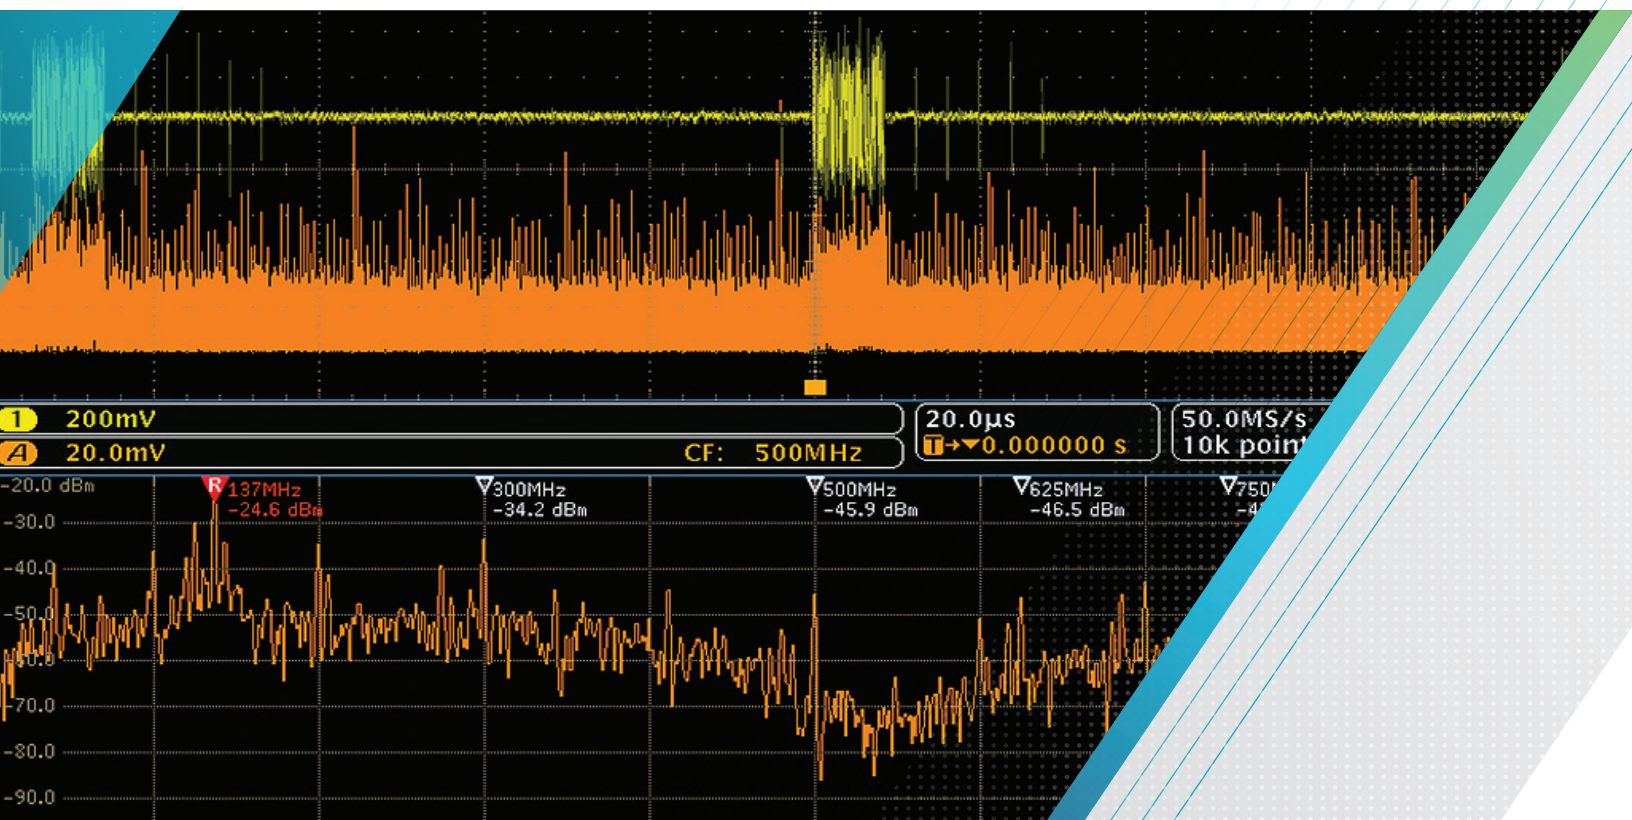 1 200mV
A 20.0mV CF: 500MHz
20.0µs
T→▼0.000000 s
50.0MS/s
10k point
-20.0 dBm
R 137MHz
-24.6 dBm
300MHz
-34.2 dBm
500MHz
-45.9 dBm
625MHz
-46.5 dBm
-30.0
-40.0
-50.0
-70.0
-80.0
-90.0